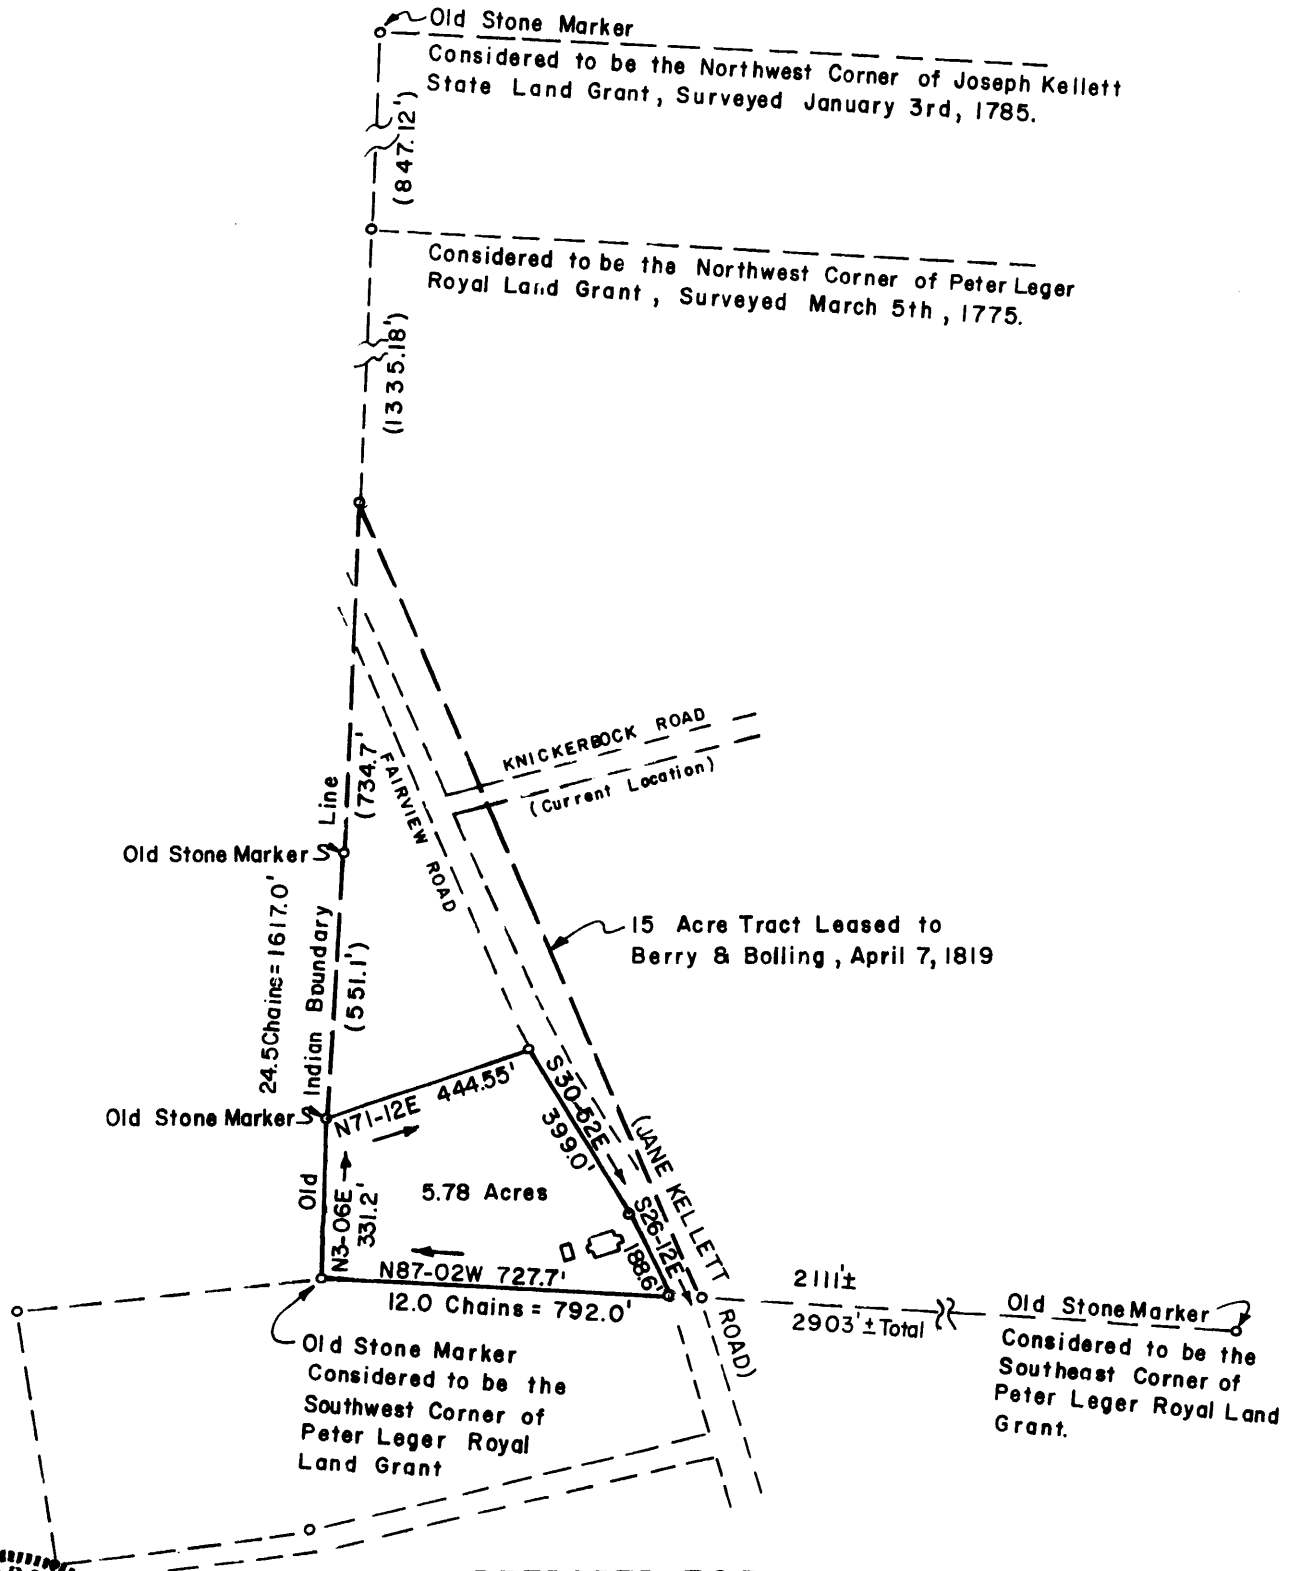 Old Stone Marker
Considered to be the Northwest Corner of Joseph Kellett
State Land Grant, Surveyed January 3rd, 1785.
(847.12')
Considered to be the Northwest Corner of Peter Leger
Royal Land Grant, Surveyed March 5th, 1775.
(1335.18')
KNICKERBOCK ROAD
(Current Location)
FAIRVIEW ROAD
(734.7')
Old Stone Marker
24.5 Chains = 1617.0'
Old Indian Boundary Line
(551.1')
15 Acre Tract Leased to
Berry & Bolling, April 7, 1819
Old Stone Marker
N71-12E 444.55'
S30-52E
399.0'
(JANE KELLETT ROAD)
N3-06E
331.2'
5.78 Acres
S26-12E
188.6'
N87-02W 727.7'
12.0 Chains = 792.0'
2111'±
2903'± Total
Old Stone Marker
Considered to be the
Southeast Corner of
Peter Leger Royal Land
Grant.
Old Stone Marker
Considered to be the
Southwest Corner of
Peter Leger Royal
Land Grant